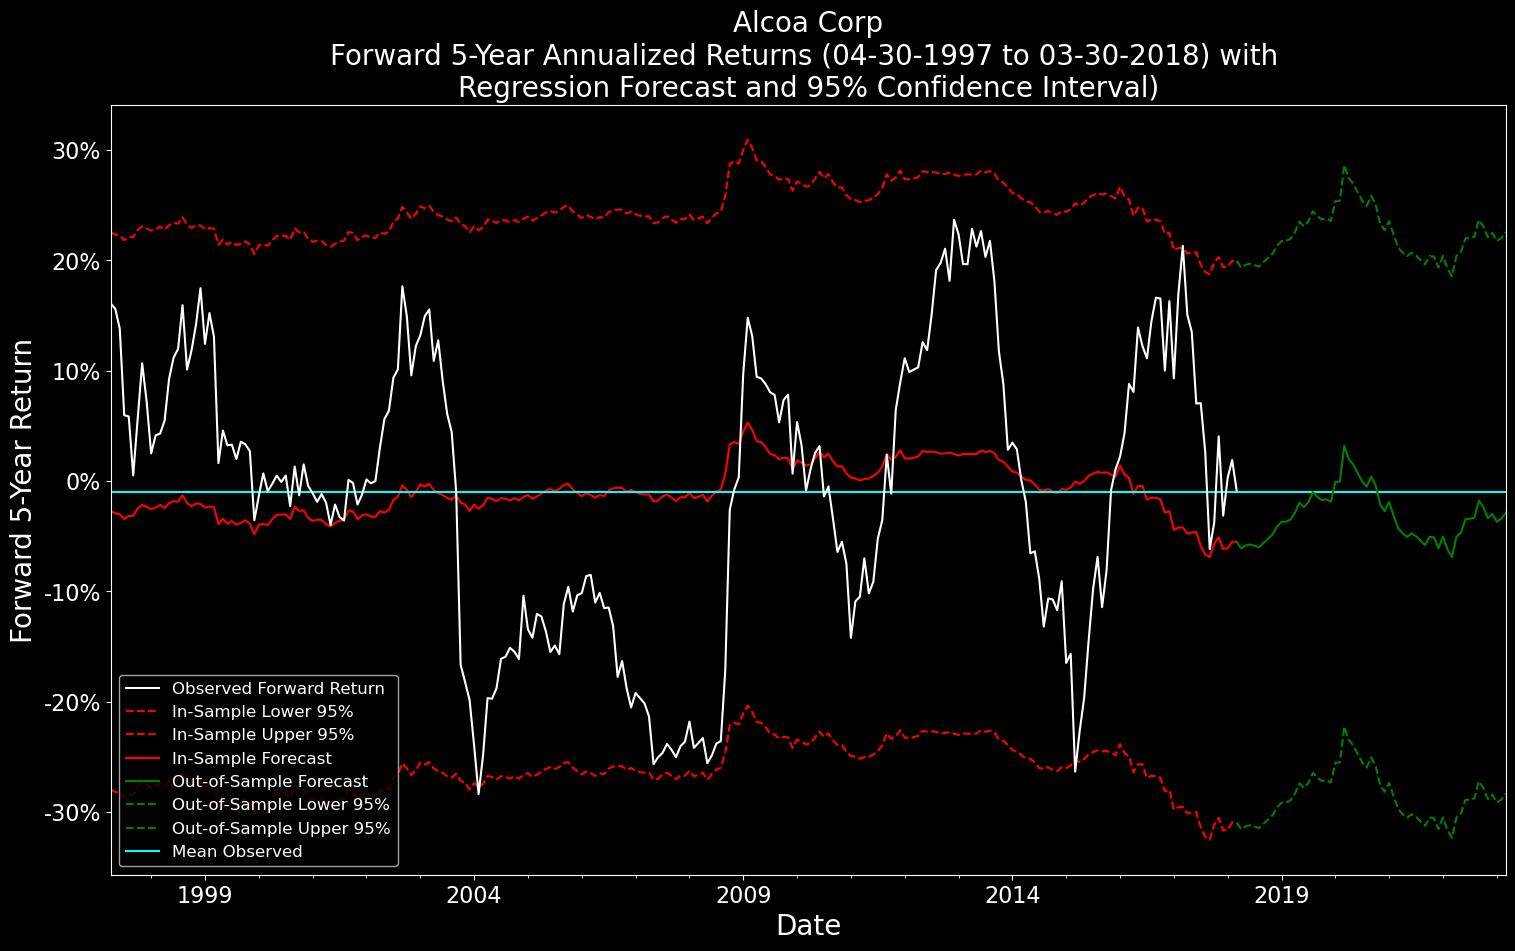 Alcoa Corp
Forward 5-Year Annualized Returns (04-30-1997 to 03-30-2018) with
Regression Forecast and 95% Confidence Interval)
Forward 5-Year Return
30%
20%
10%
0%
-10%
-20%
-30%
Observed Forward Return
In-Sample Lower 95%
In-Sample Upper 95%
In-Sample Forecast
Out-of-Sample Forecast
Out-of-Sample Lower 95%
Out-of-Sample Upper 95%
Mean Observed
1999
2004
2009
2014
2019
Date